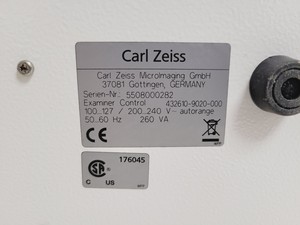 Carl Zeiss
Carl Zeiss MicroImaging GmbH
37081 Göttingen, GERMANY
Serien-Nr.: 5508000282
Examiner Control 432610-9020-000
100...127 / 200...240 V~ autorange
50...60 Hz 260 VA
CE
176045
C US